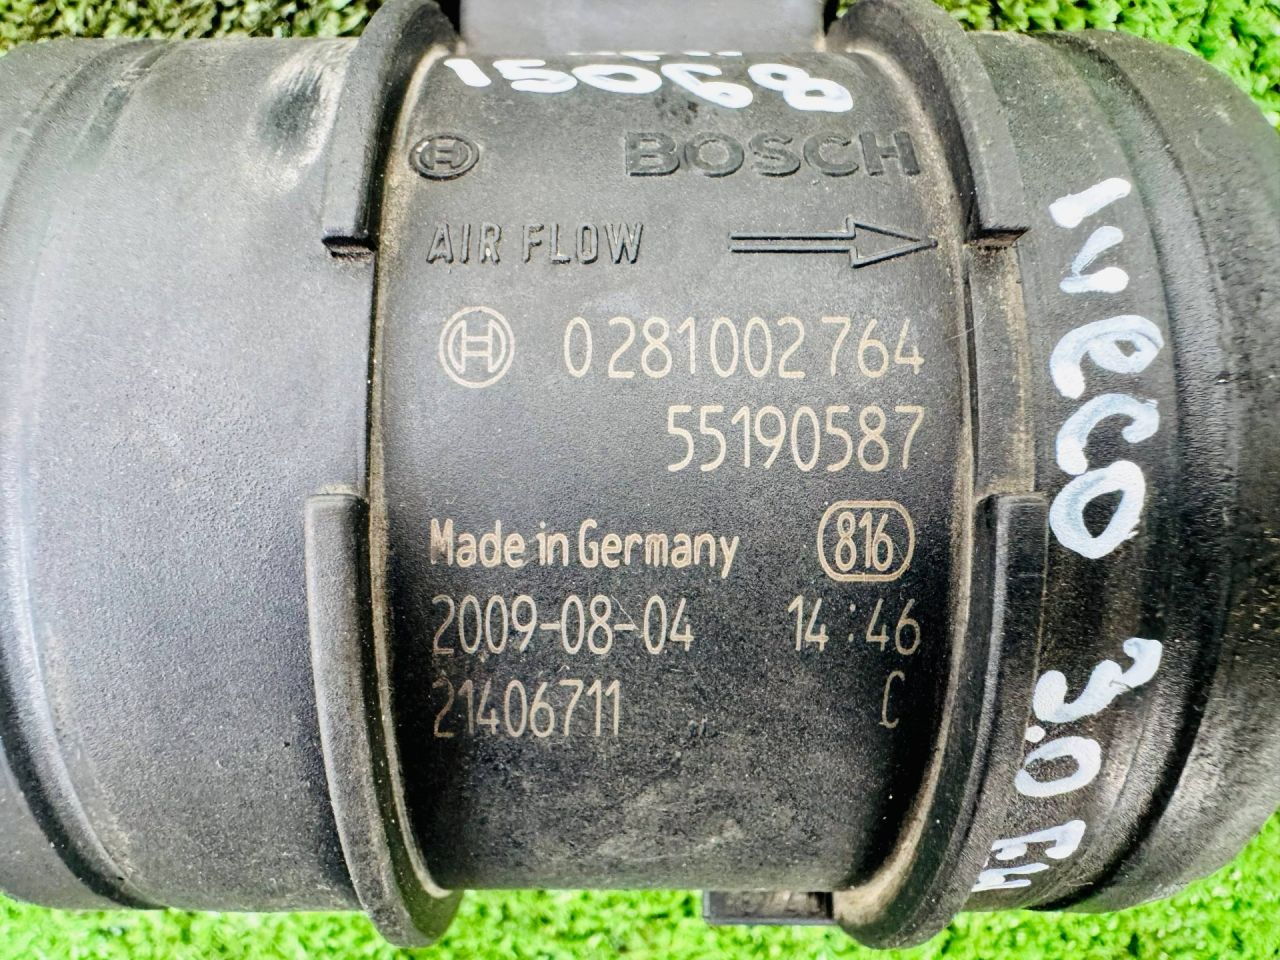 15068
BOSCH
AIR FLOW
0 281 002 764
55190587
Made in Germany
816
2009-08-04 14:46
21406711 C
Iveco 3.0